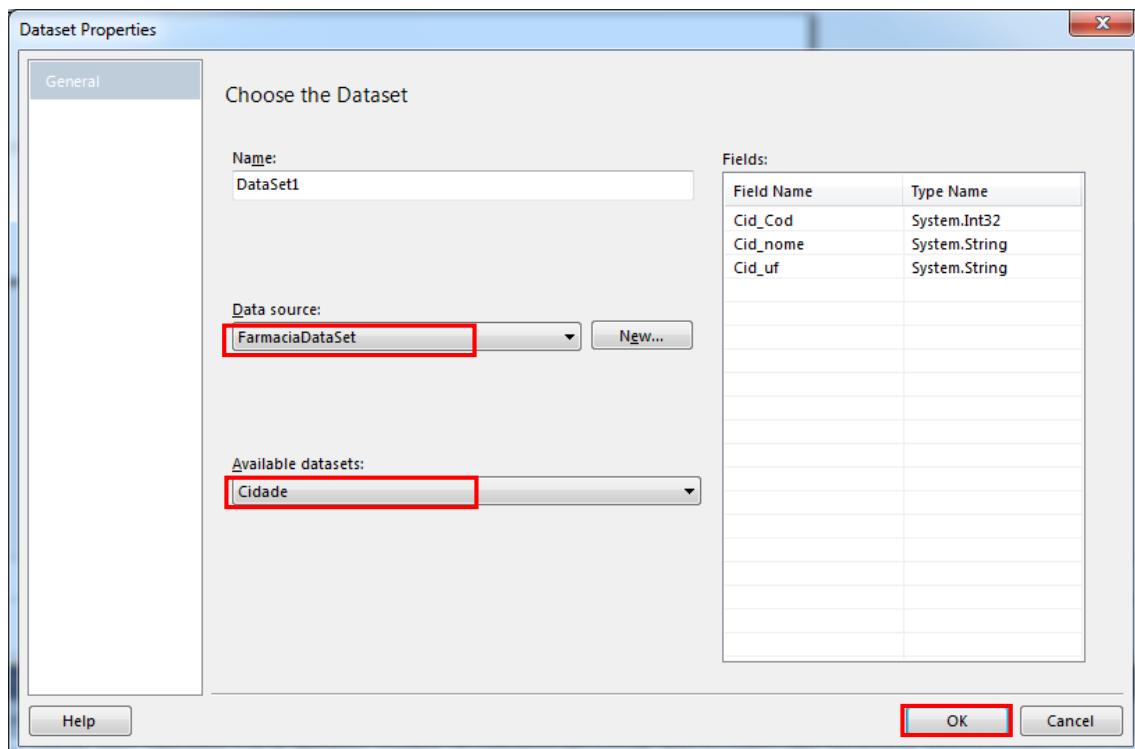 Dataset Properties
General
Choose the Dataset
Name:
DataSet1
Data source:
FarmaciaDataSet
New...
Available datasets:
Cidade
Fields:
Field Name Type Name
Cid_Cod System.Int32
Cid_nome System.String
Cid_uf System.String
Help
OK
Cancel